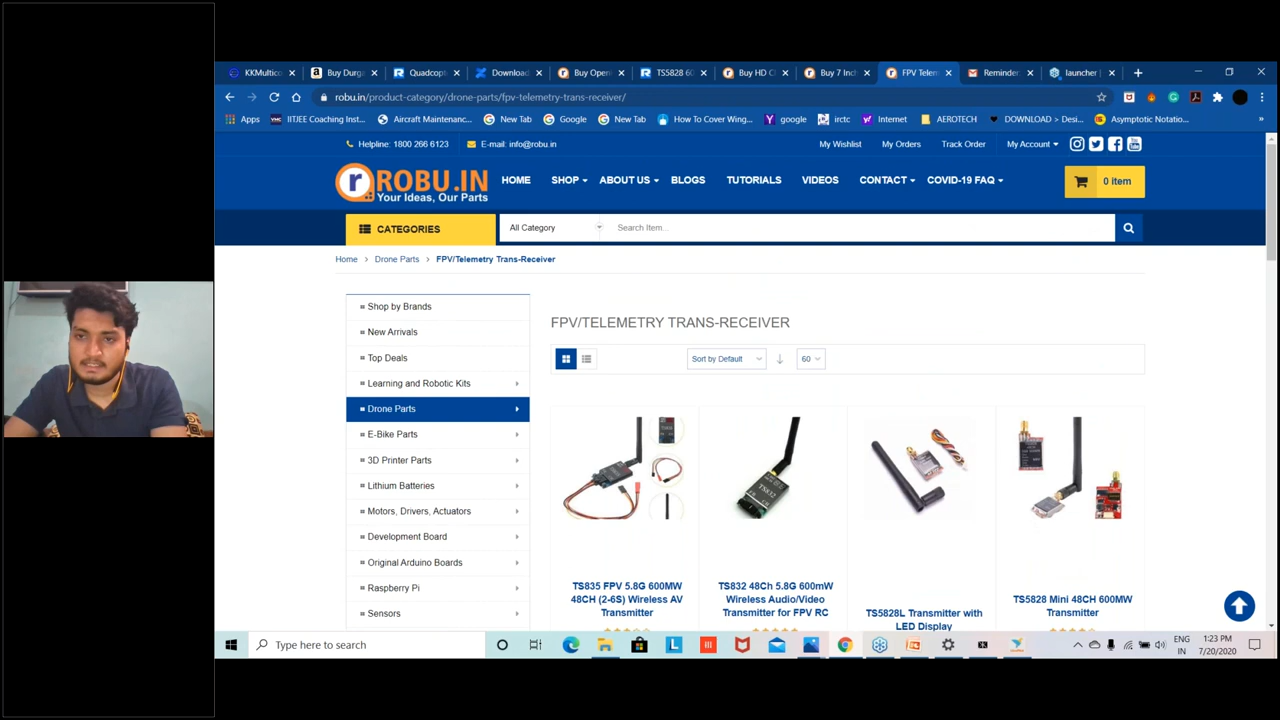 KKMultico
Buy Durga
Quadcopt
Download
Buy Open
TS5828 60
Buy HD C
Buy 7 Inch
FPV Telem
Reminder
launcher |
robu.in/product-category/drone-parts/fpv-telemetry-trans-receiver/
Apps
IITJEE Coaching Inst...
Aircraft Maintenanc...
New Tab
Google
New Tab
How To Cover Wing...
google
irctc
Internet
AEROTECH
DOWNLOAD > Desi...
Asymptotic Notatio...
Helpline: 1800 266 6123
E-mail: info@robu.in
My Wishlist
My Orders
Track Order
My Account
r ROBU.IN
Your Ideas, Our Parts
HOME
SHOP
ABOUT US
BLOGS
TUTORIALS
VIDEOS
CONTACT
COVID-19 FAQ
0 item
CATEGORIES
All Category
Search Item...
Home > Drone Parts > FPV/Telemetry Trans-Receiver
Shop by Brands
New Arrivals
Top Deals
Learning and Robotic Kits
Drone Parts
E-Bike Parts
3D Printer Parts
Lithium Batteries
Motors, Drivers, Actuators
Development Board
Original Arduino Boards
Raspberry Pi
Sensors
FPV/TELEMETRY TRANS-RECEIVER
Sort by Default
60
TS832
TS835 FPV 5.8G 600MW
48CH (2-6S) Wireless AV
Transmitter
TS832 48Ch 5.8G 600mW
Wireless Audio/Video
Transmitter for FPV RC
TS5828L Transmitter with
LED Display
TS5828 Mini 48CH 600MW
Transmitter
Type here to search
ENG
IN
1:23 PM
7/20/2020